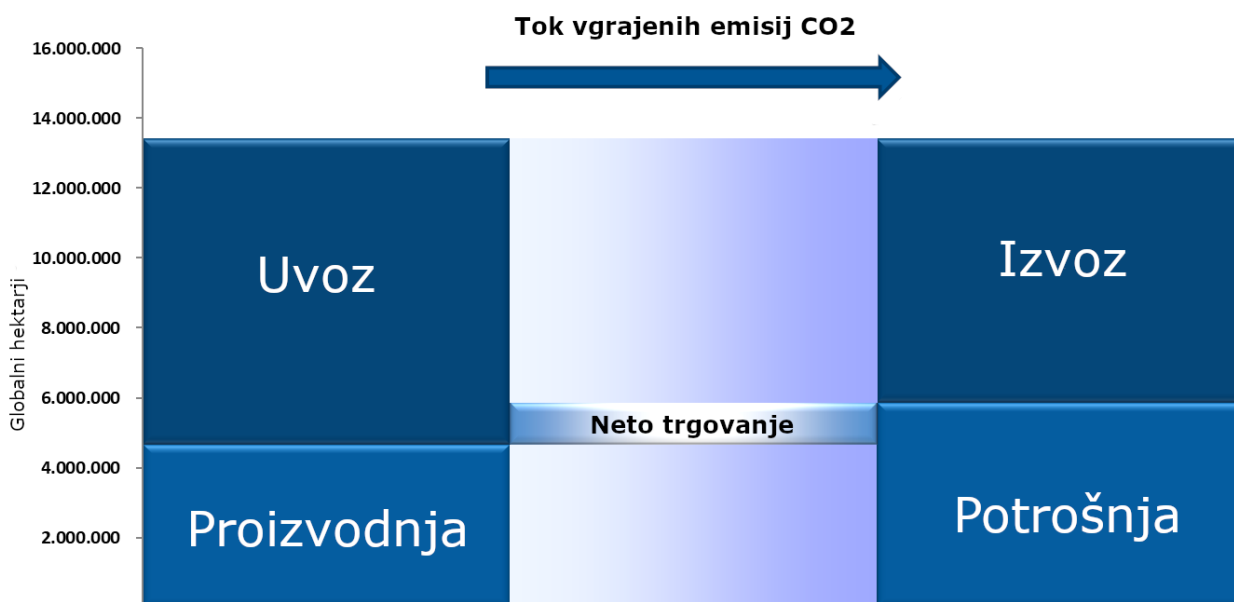 Tok vgrajenih emisij CO2
16.000.000
14.000.000
12.000.000
10.000.000
8.000.000
6.000.000
4.000.000
2.000.000
Globalni hektarji
Uvoz
Izvoz
Neto trgovanje
Proizvodnja
Potrošnja